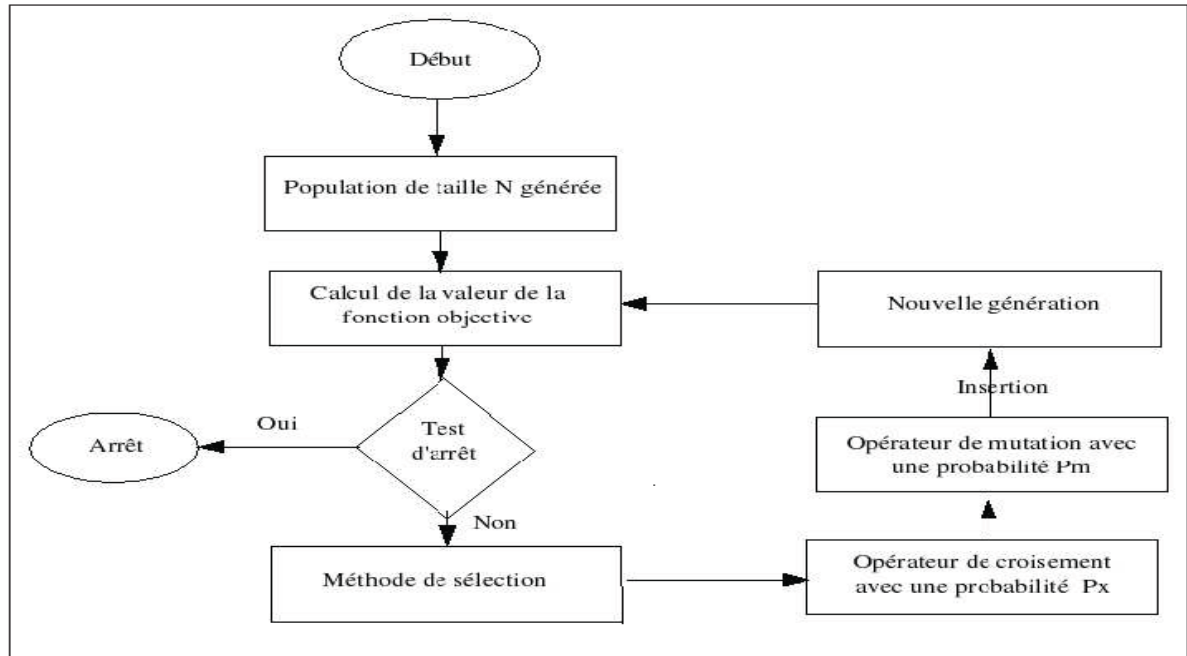 Début
Population de taille N générée
Calcul de la valeur de la
fonction objective
Test
d'arrêt
Oui
Arrêt
Non
Méthode de sélection
Opérateur de croisement
avec une probabilité Px
Opérateur de mutation avec
une probabilité Pm
Insertion
Nouvelle génération